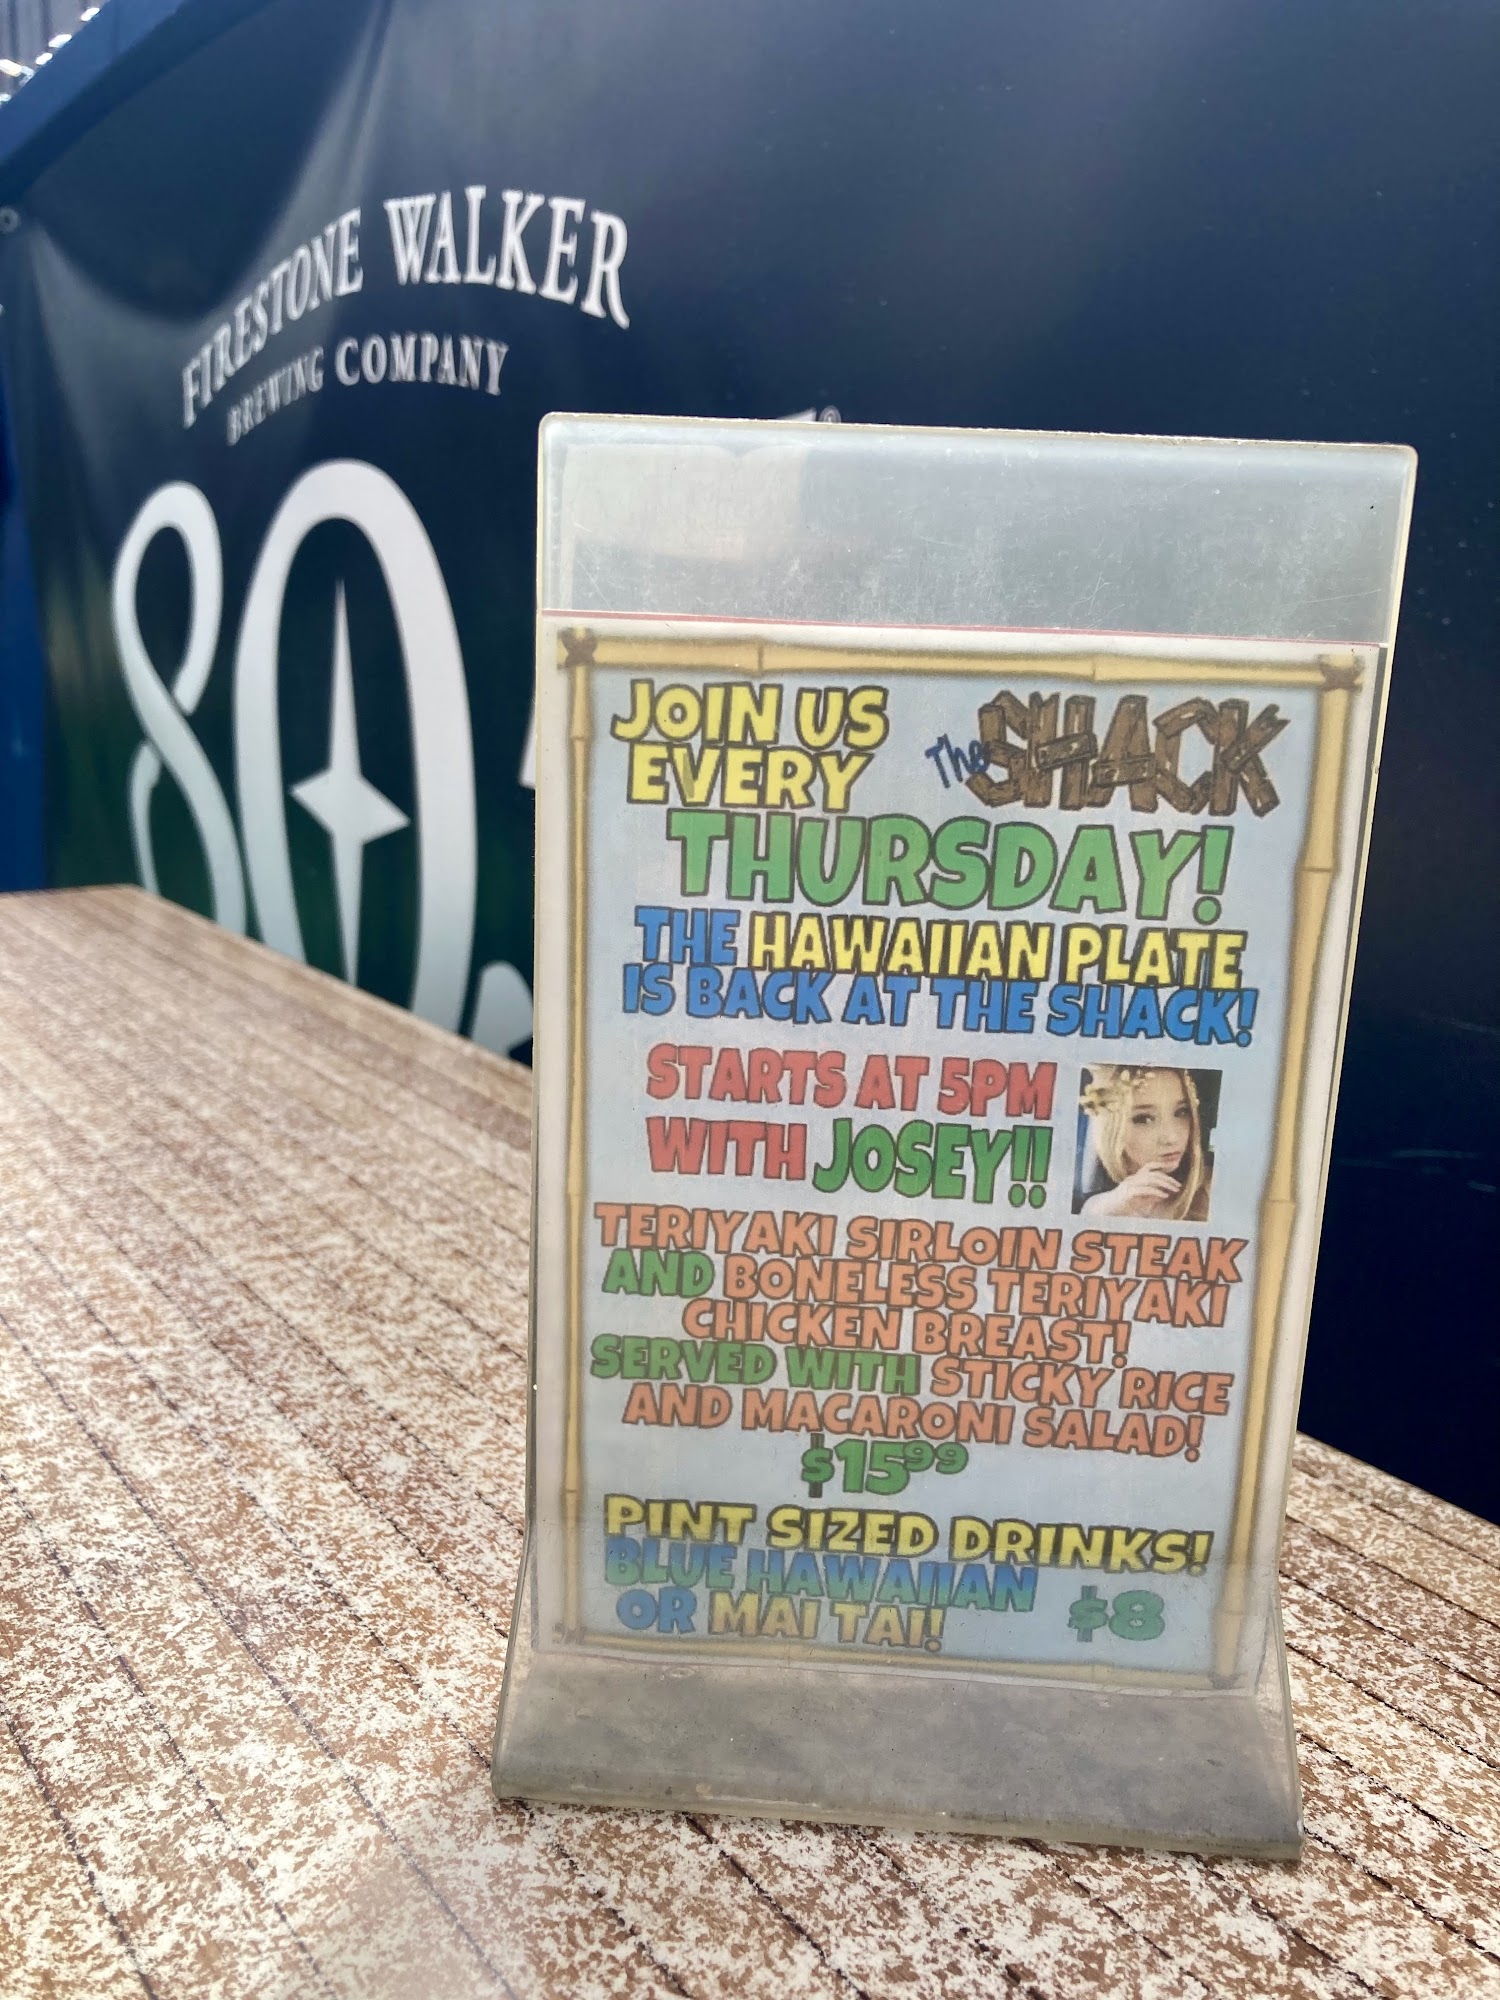 FIRESTONE WALKER
BREWING COMPANY
80
JOIN US
EVERY
The SHACK
THURSDAY!
THE HAWAIIAN PLATE
IS BACK AT THE SHACK!
STARTS AT 5PM
WITH JOSEY!!
TERIYAKI SIRLOIN STEAK
AND BONELESS TERIYAKI
CHICKEN BREAST!
SERVED WITH STICKY RICE
AND MACARONI SALAD!
$15⁹⁹
PINT SIZED DRINKS!
BLUE HAWAIIAN
OR MAI TAI!
$8